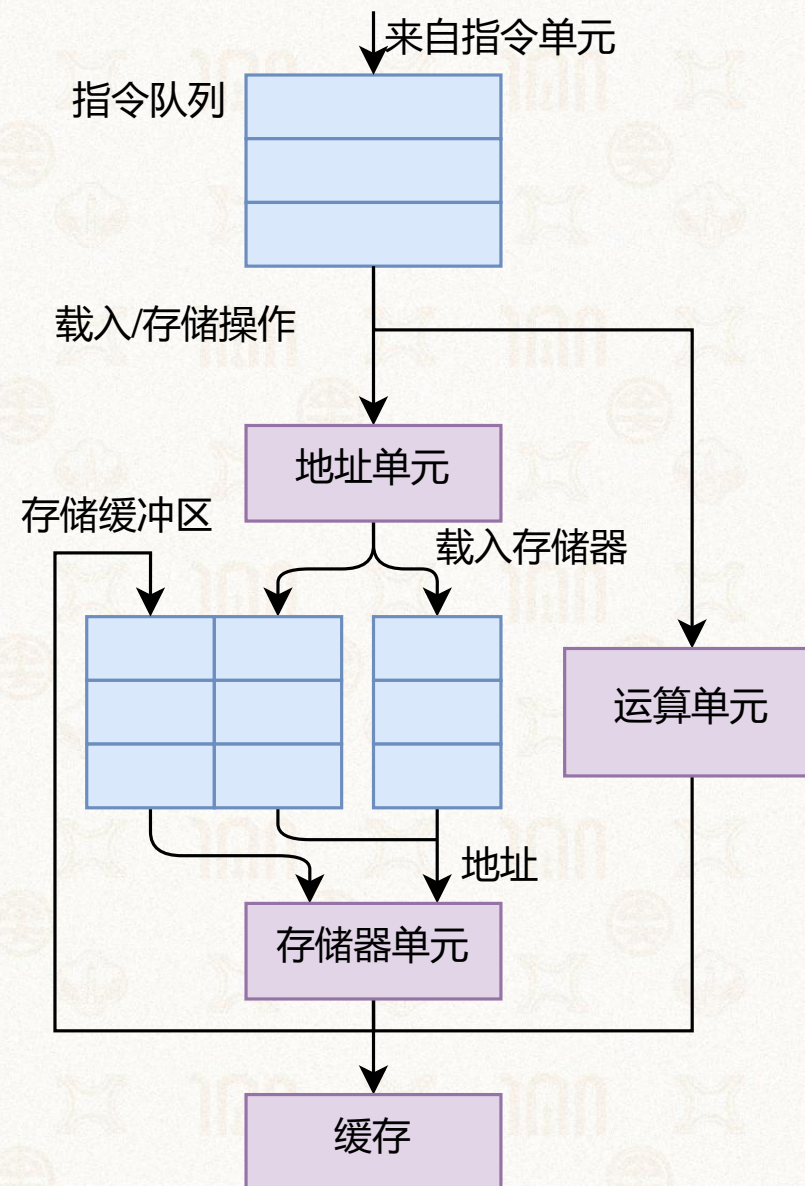 来自指令单元
指令队列
载入/存储操作
地址单元
存储缓冲区
载入存储器
运算单元
地址
存储器单元
缓存